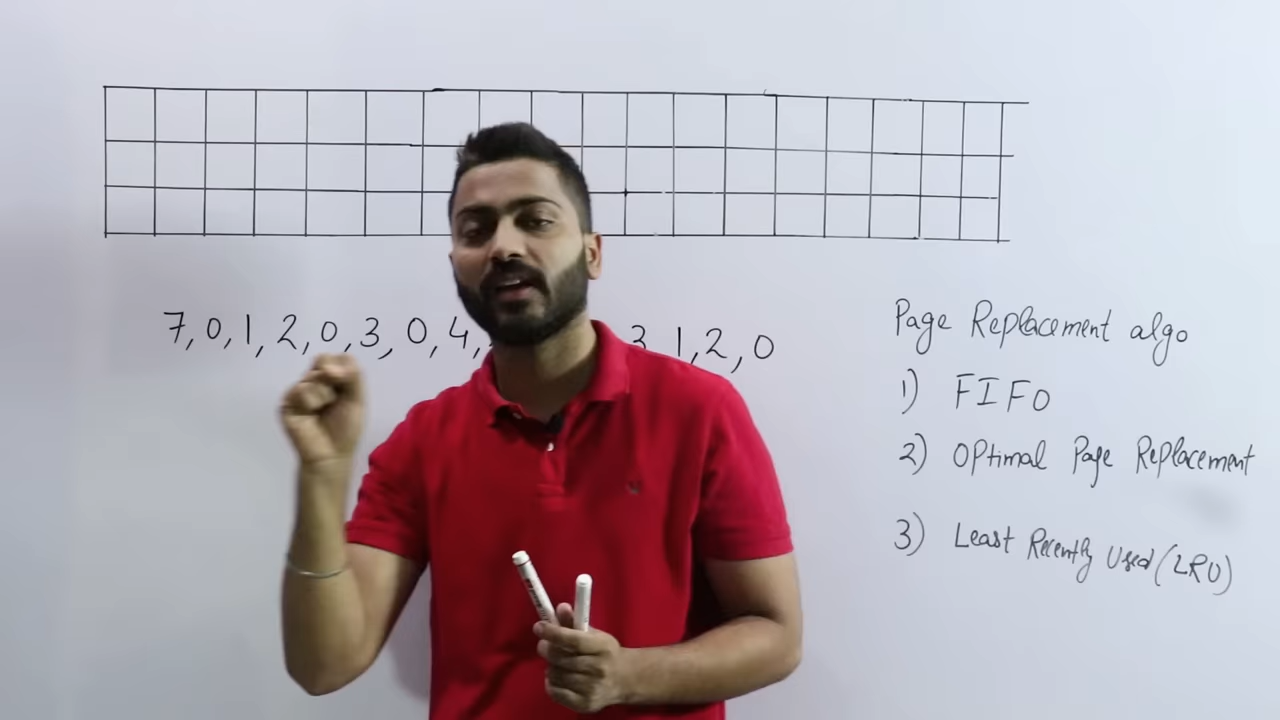 7,0,1,2,0,3,0,4, 3 1,2,0
Page Replacement algo
1) FIFO
2) Optimal Page Replacement
3) Least Recently Used (LRU)